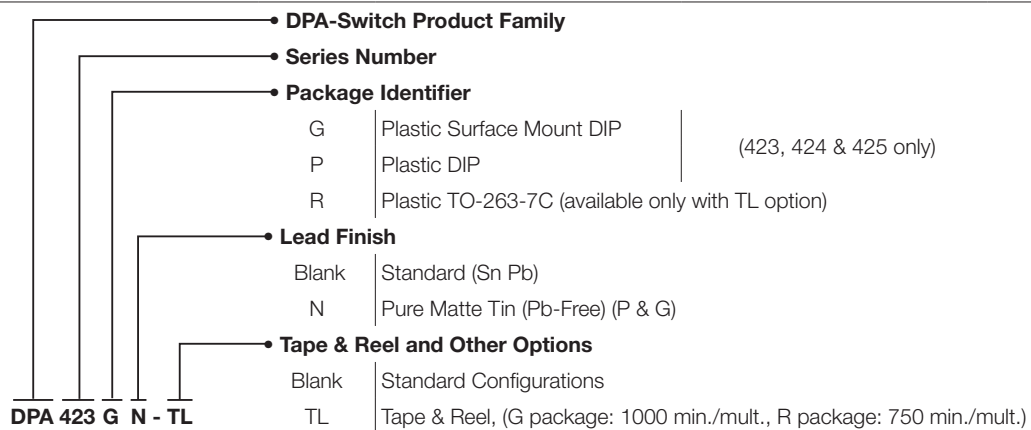 DPA-Switch Product Family
Series Number
Package Identifier
G Plastic Surface Mount DIP
(423, 424 & 425 only)
P Plastic DIP
R Plastic TO-263-7C (available only with TL option)
Lead Finish
Blank Standard (Sn Pb)
N Pure Matte Tin (Pb-Free) (P & G)
Tape & Reel and Other Options
Blank Standard Configurations
DPA 423 G N - TL
TL Tape & Reel, (G package: 1000 min./mult., R package: 750 min./mult.)